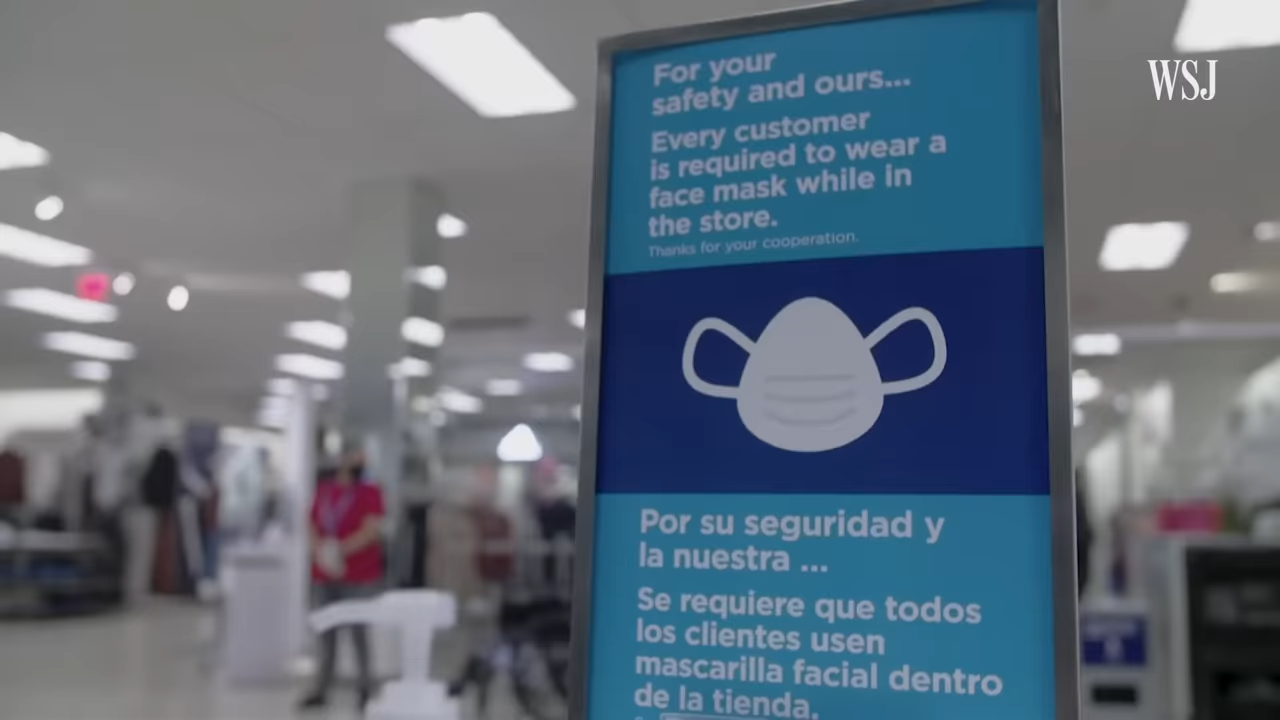 For your
safety and ours...
Every customer
is required to wear a
face mask while in
the store.
Thanks for your cooperation.
Por su seguridad y
la nuestra ...
Se requiere que todos
los clientes usen
mascarilla facial dentro
de la tienda.
WSJ